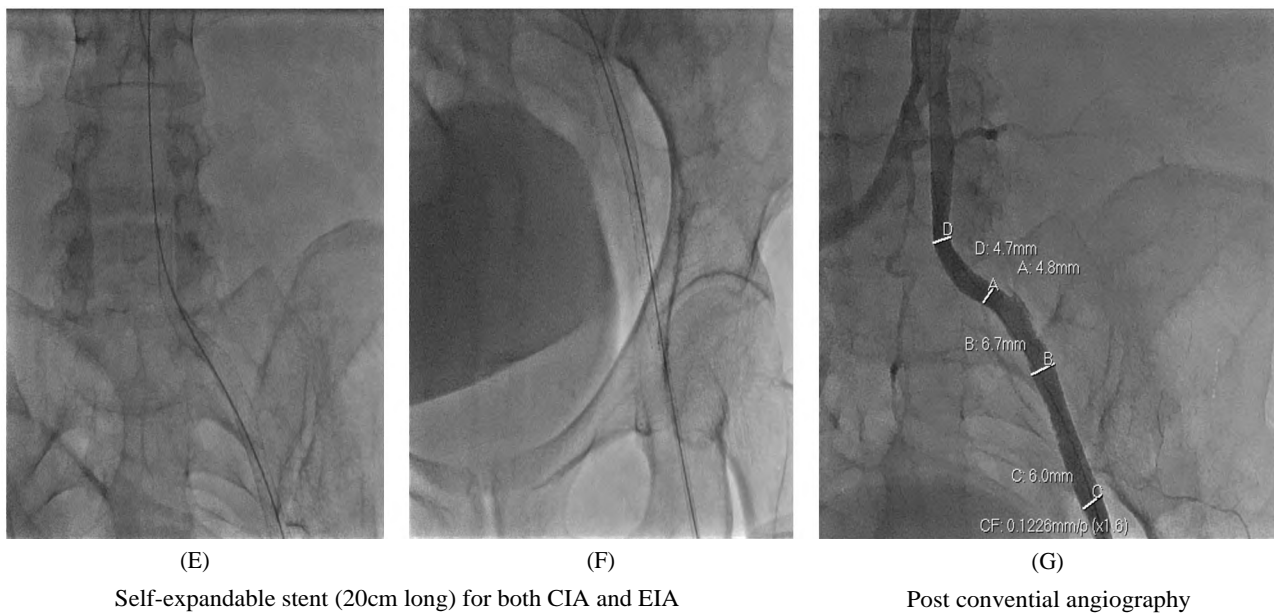 D
D: 4.7mm
A: 4.8mm
A
B: 6.7mm
B
C: 6.0mm
C
CF: 0.1226mm/p (x1.6)
(E)
(F)
(G)
Self-expandable stent (20cm long) for both CIA and EIA
Post convential angiography